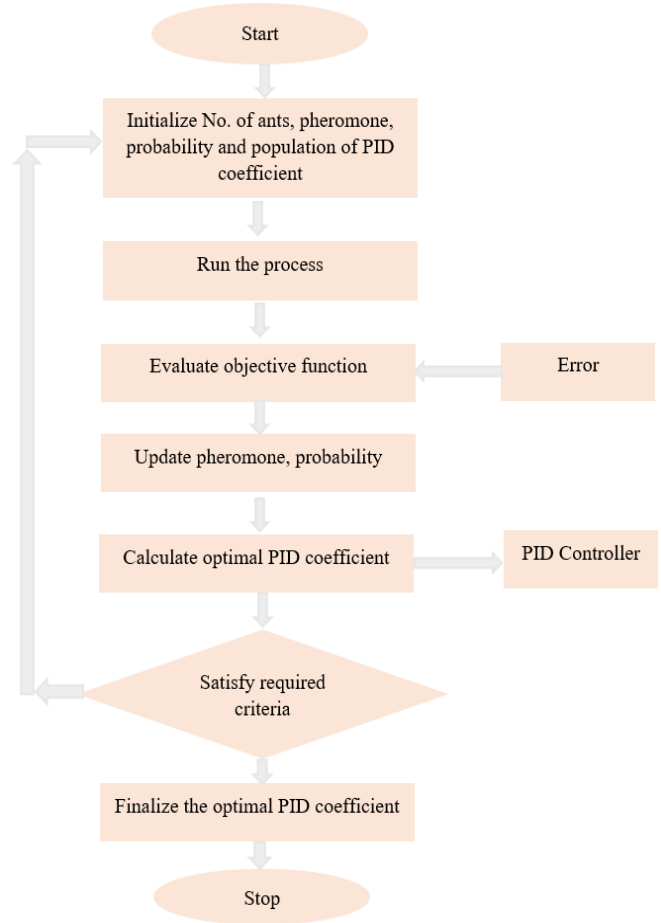 Start
Initialize No. of ants, pheromone,
probability and population of PID
coefficient
Run the process
Evaluate objective function
Error
Update pheromone, probability
Calculate optimal PID coefficient
PID Controller
Satisfy required
criteria
Finalize the optimal PID coefficient
Stop